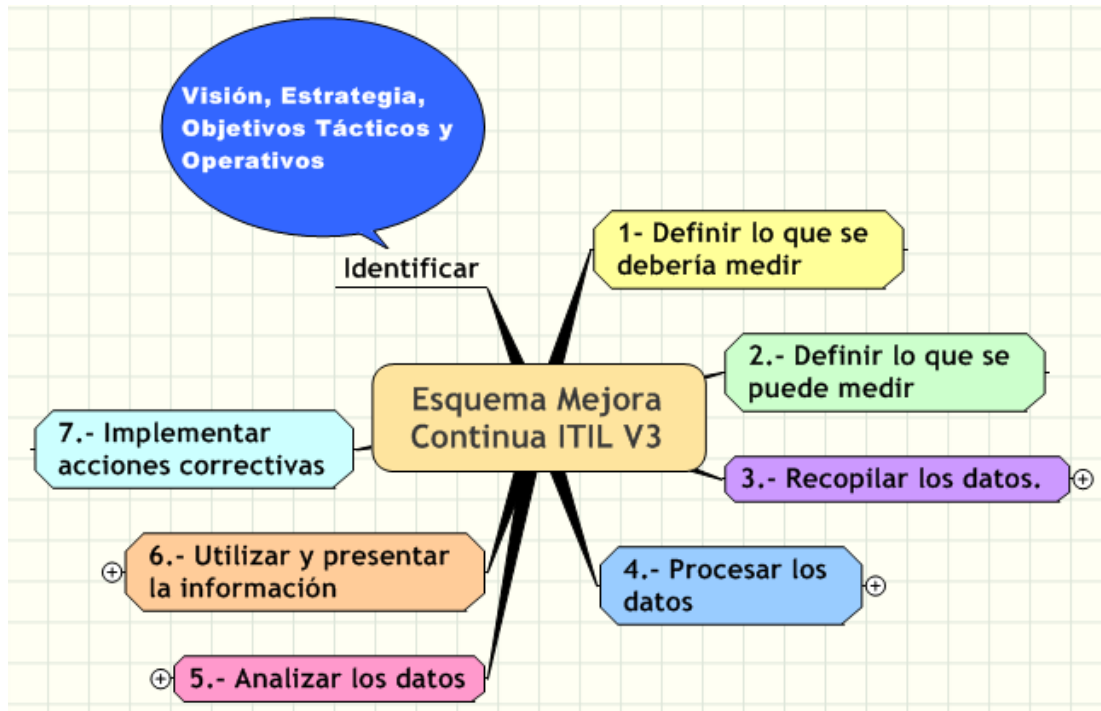 Visión, Estrategia,
Objetivos Tácticos y
Operativos
Identificar
1- Definir lo que se
debería medir
2.- Definir lo que se
puede medir
Esquema Mejora
Continua ITIL V3
7.- Implementar
acciones correctivas
3.- Recopilar los datos.
6.- Utilizar y presentar
la información
4.- Procesar los
datos
5.- Analizar los datos